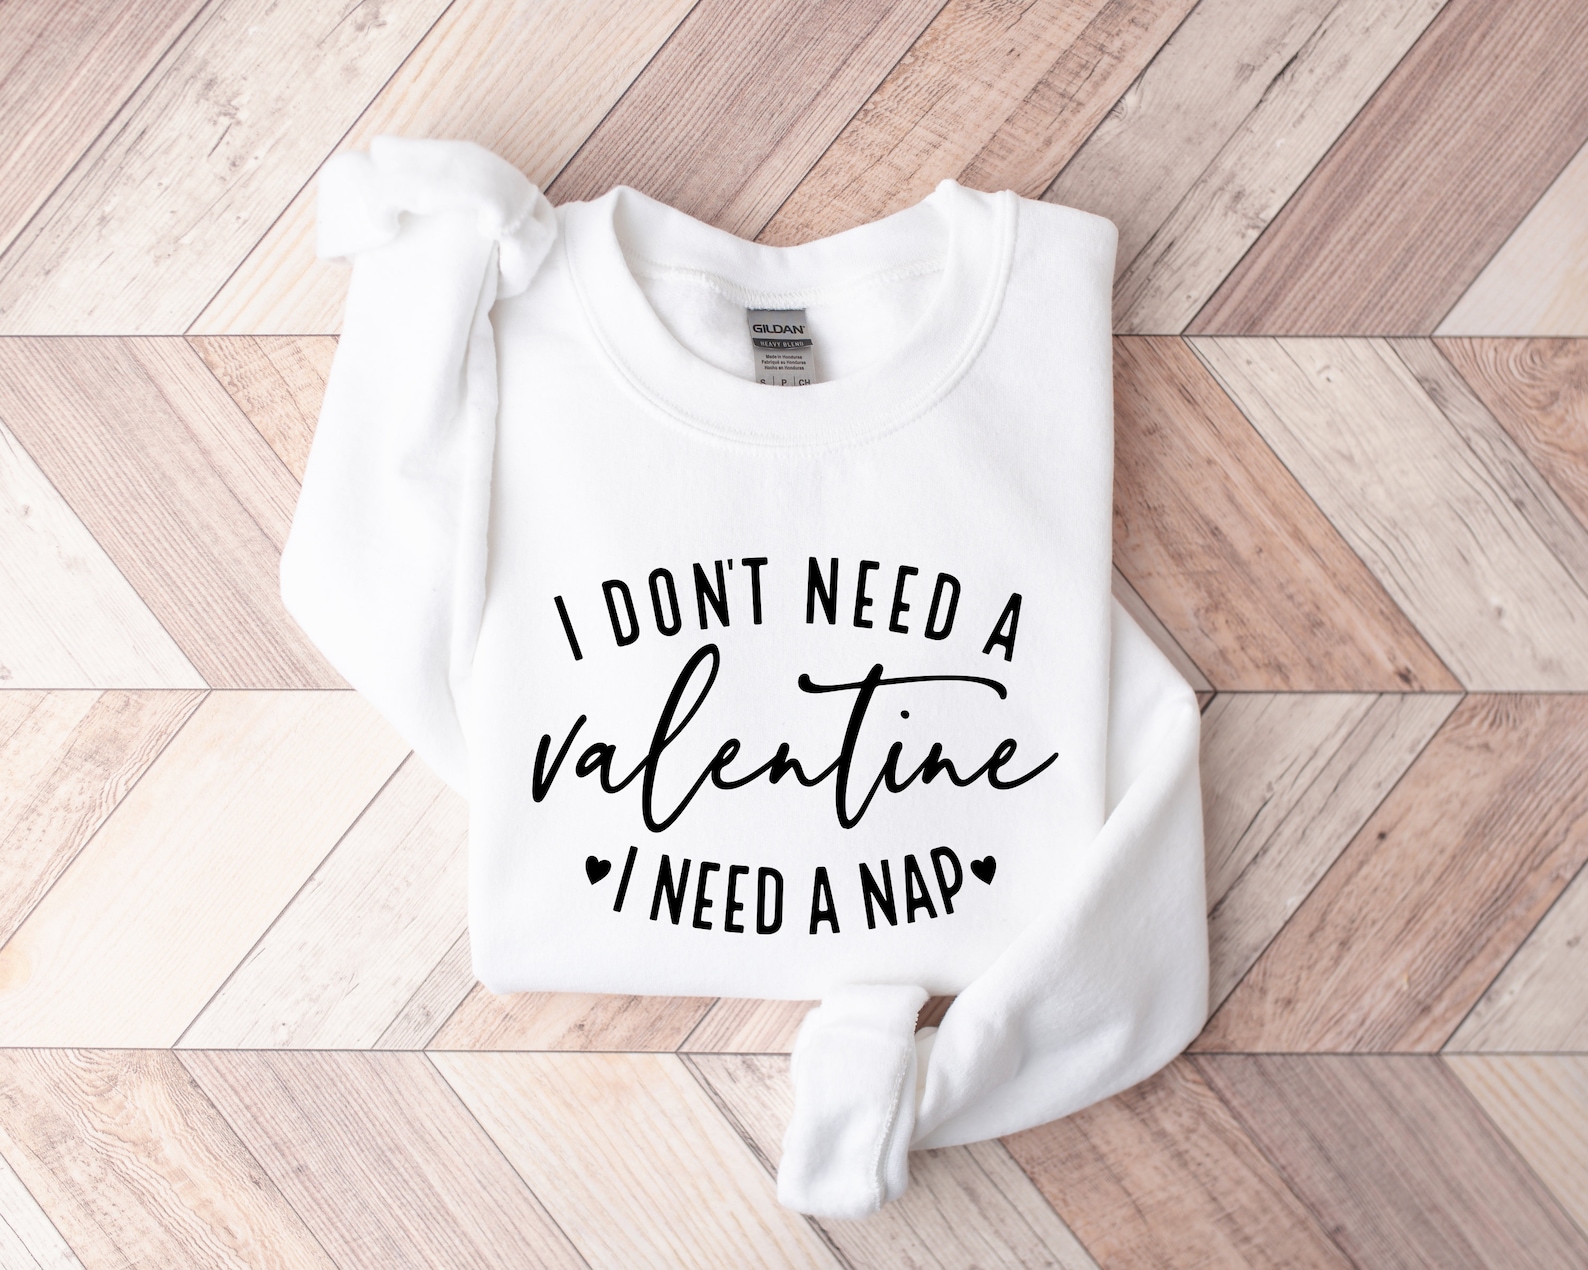 GILDAN
HEAVY BLEND
Made in Honduras
Fabriqué au Honduras
Hecho en Honduras
S P CH
I DON'T NEED A
valentine
♥I NEED A NAP♥